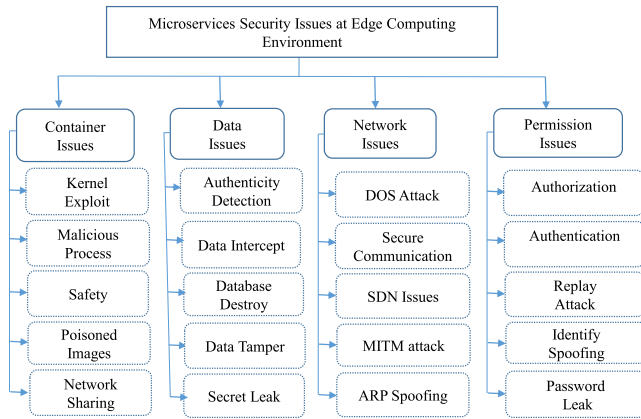 Microservices Security Issues at Edge Computing
Environment
Container
Issues
Kernel
Exploit
Malicious
Process
Safety
Poisoned
Images
Network
Sharing
Data
Issues
Authenticity
Detection
Data Intercept
Database
Destroy
Data Tamper
Secret Leak
Network
Issues
DOS Attack
Secure
Communication
SDN Issues
MITM attack
ARP Spoofing
Permission
Issues
Authorization
Authentication
Replay
Attack
Identify
Spoofing
Password
Leak